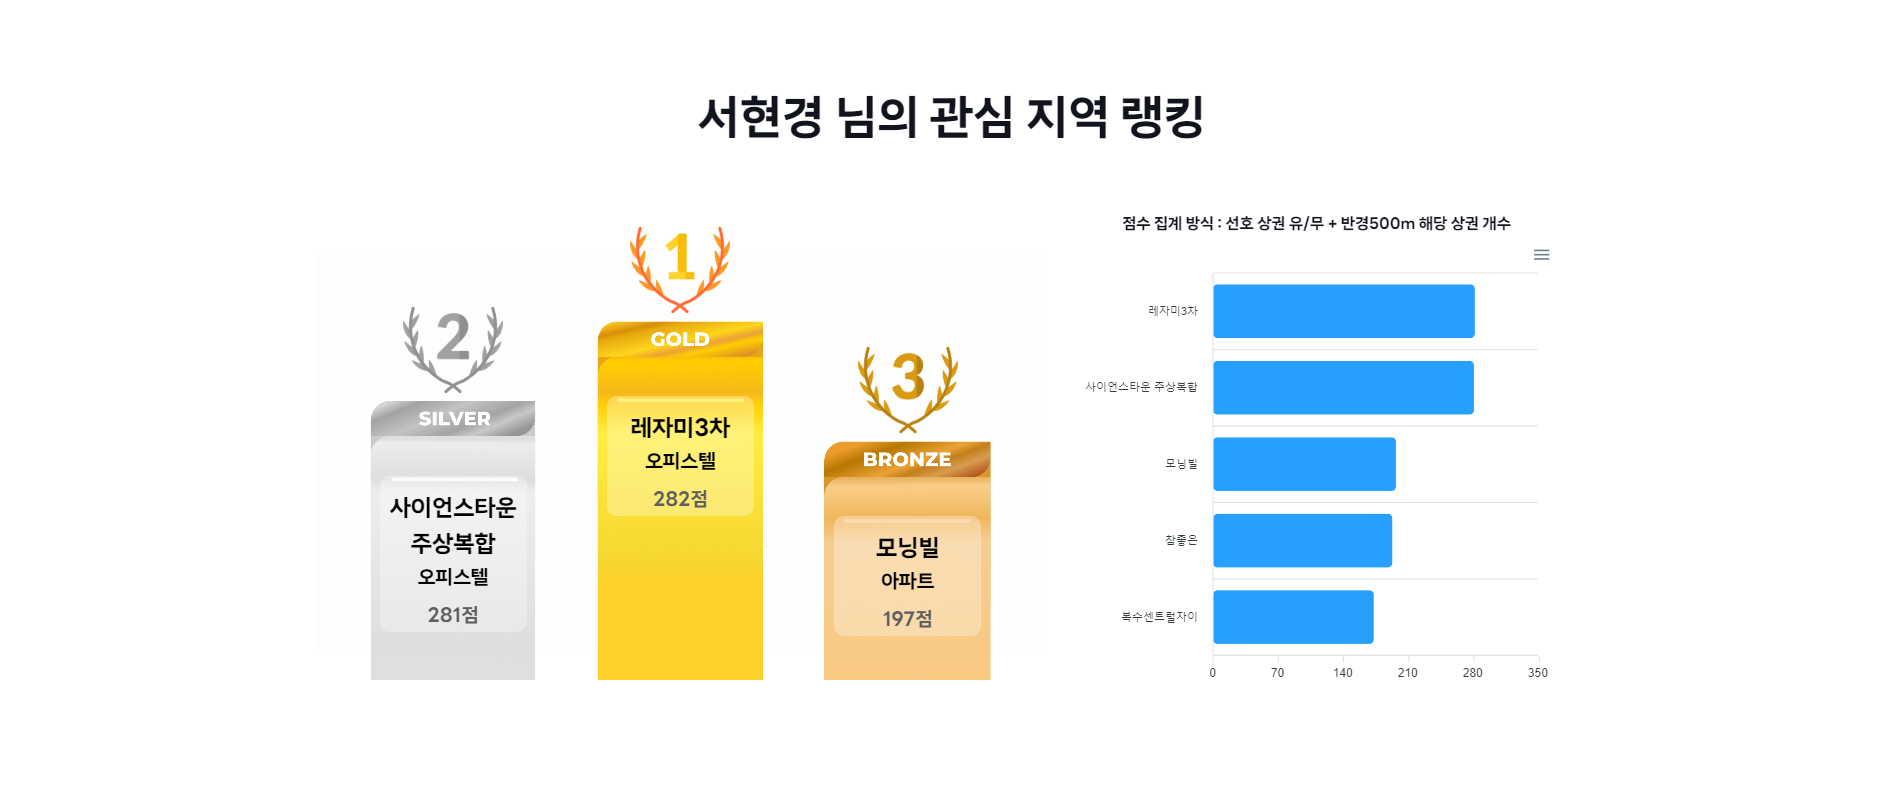 서현경 님의 관심 지역 랭킹
1
GOLD
레자미3차
오피스텔
282점
2
SILVER
사이언스타운
주상복합
오피스텔
281점
3
BRONZE
모닝빌
아파트
197점
점수 집계 방식 : 선호 상권 유/무 + 반경500m 해당 상권 개수
레자미3차
사이언스타운 주상복합
모닝빌
참좋은
복수센트럴자이
0 70 140 210 280 350